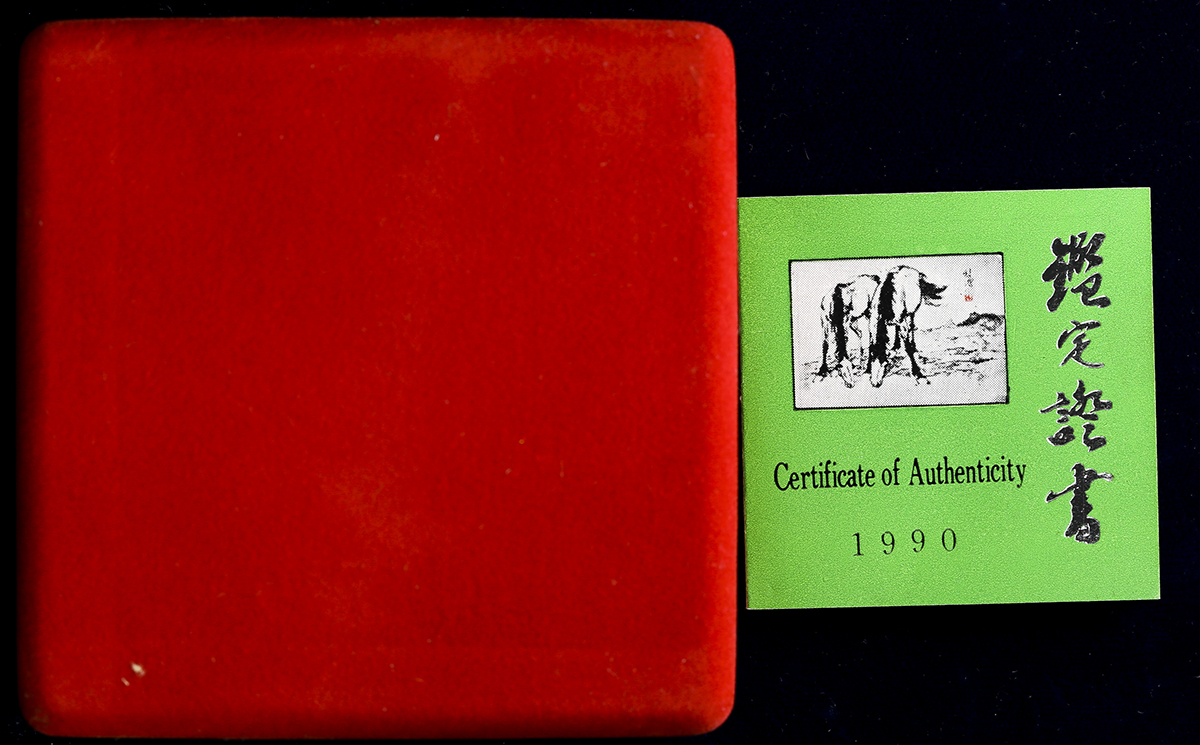 鑑定證書
Certificate of Authenticity
1990